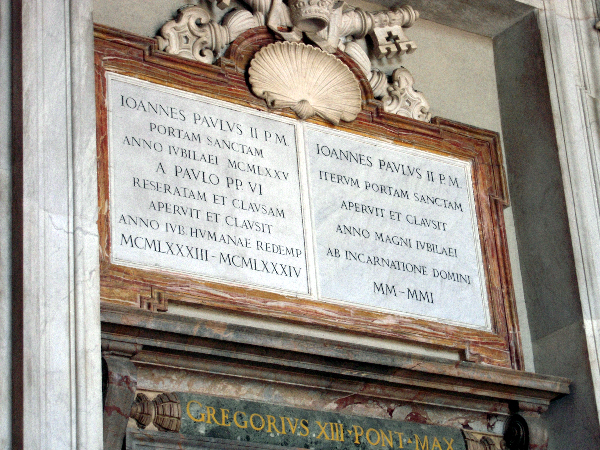 IOANNES PAVLVS II P.M.
PORTAM SANCTAM
ANNO IVBILAEI MCMLXXV
A PAVLO PP. VI
RESERATAM ET CLAVSAM
APERVIT ET CLAVSIT
ANNO IVB. HVMANAE REDEMP.
MCMLXXXIII - MCMLXXXIV
IOANNES PAVLVS II P.M.
ITERVM PORTAM SANCTAM
APERVIT ET CLAVSIT
ANNO MAGNI IVBILAEI
AB INCARNATIONE DOMINI
MM - MMI
GREGORIVS·XIII·PONT·MAX